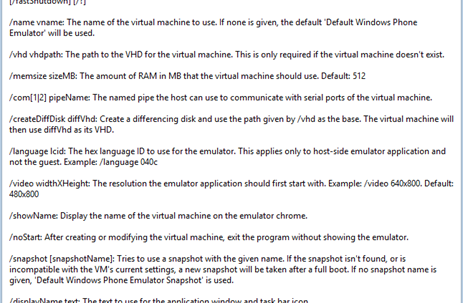 [/fastShutdown] [/?]
/name vname: The name of the virtual machine to use. If none is given, the default 'Default Windows Phone
Emulator' will be used.
/vhd vhdpath: The path to the VHD for the virtual machine. This is only required if the virtual machine doesn't exist.
/memsize sizeMB: The amount of RAM in MB that the virtual machine should use. Default: 512
/com[1|2] pipeName: The named pipe the host can use to communicate with serial ports of the virtual machine.
/createDiffDisk diffVhd: Create a differencing disk and use the path given by /vhd as the base. The virtual machine will
then use diffVhd as its VHD.
/language lcid: The hex language ID to use for the emulator. This applies only to host-side emulator application and
not the guest. Example: /language 040c
/video widthXHeight: The resolution the emulator application should first start with. Example: /video 640x800. Default:
480x800
/showName: Display the name of the virtual machine on the emulator chrome.
/noStart: After creating or modifying the virtual machine, exit the program without showing the emulator.
/snapshot [snapshotName]: Tries to use a snapshot with the given name. If the snapshot isn't found, or is
incompatible with the VM's current settings, a new snapshot will be taken after a full boot. If no snapshot name is
given, 'Default Windows Phone Emulator Snapshot' is used.
/displayName text: The text to use for the application window and task bar icon.